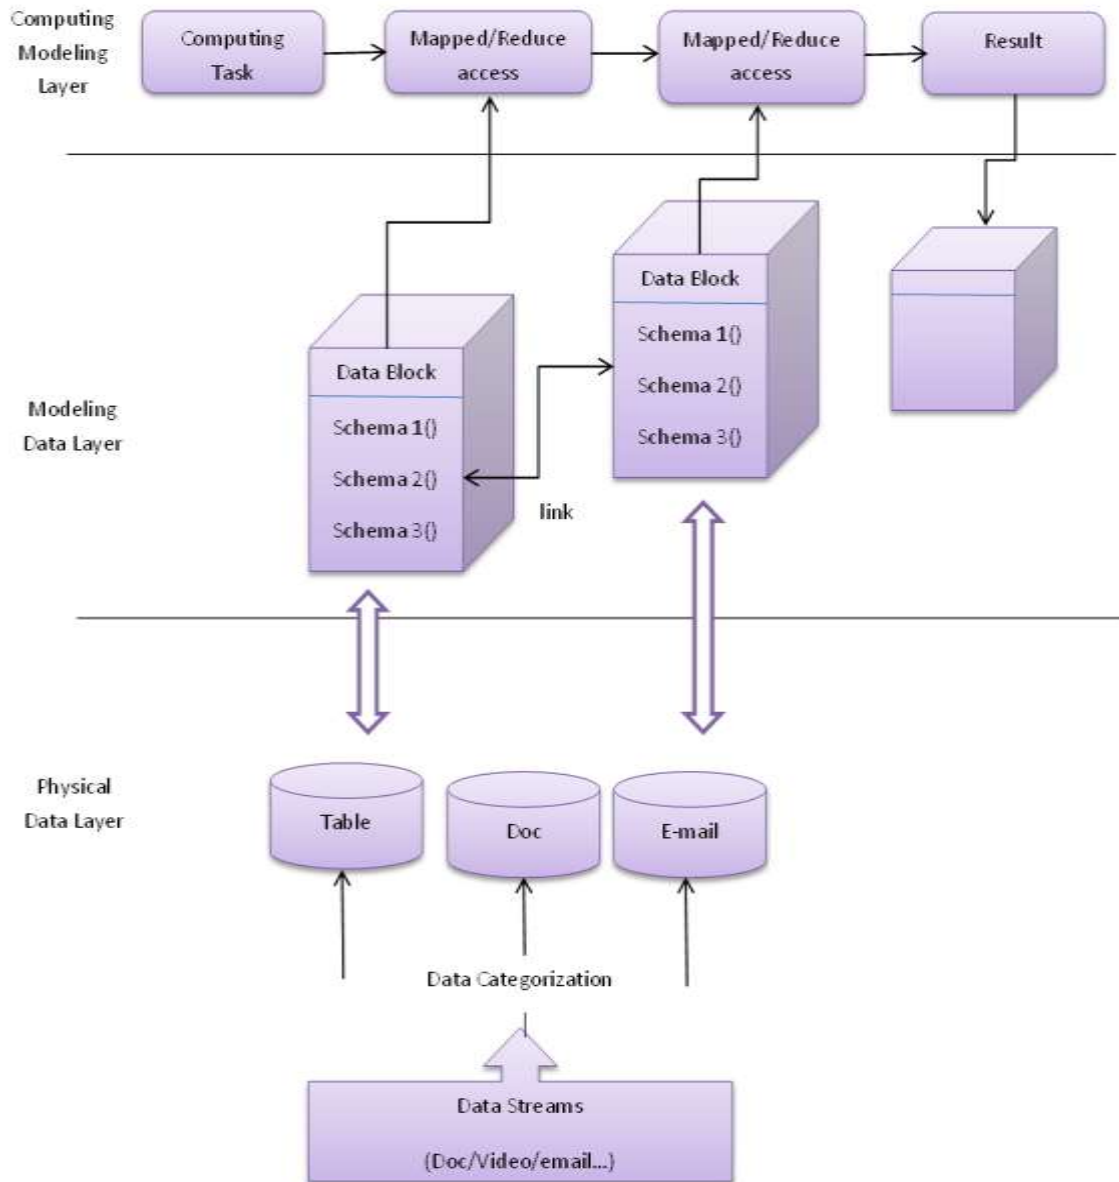 Computing
Modeling
Layer
Computing
Task
Mapped/Reduce
access
Mapped/Reduce
access
Result
Modeling
Data Layer
Data Block
Schema 1()
Schema 2()
Schema 3()
Data Block
Schema 1()
Schema 2()
Schema 3()
link
Physical
Data Layer
Table
Doc
E-mail
Data Categorization
Data Streams
(Doc/Video/email...)